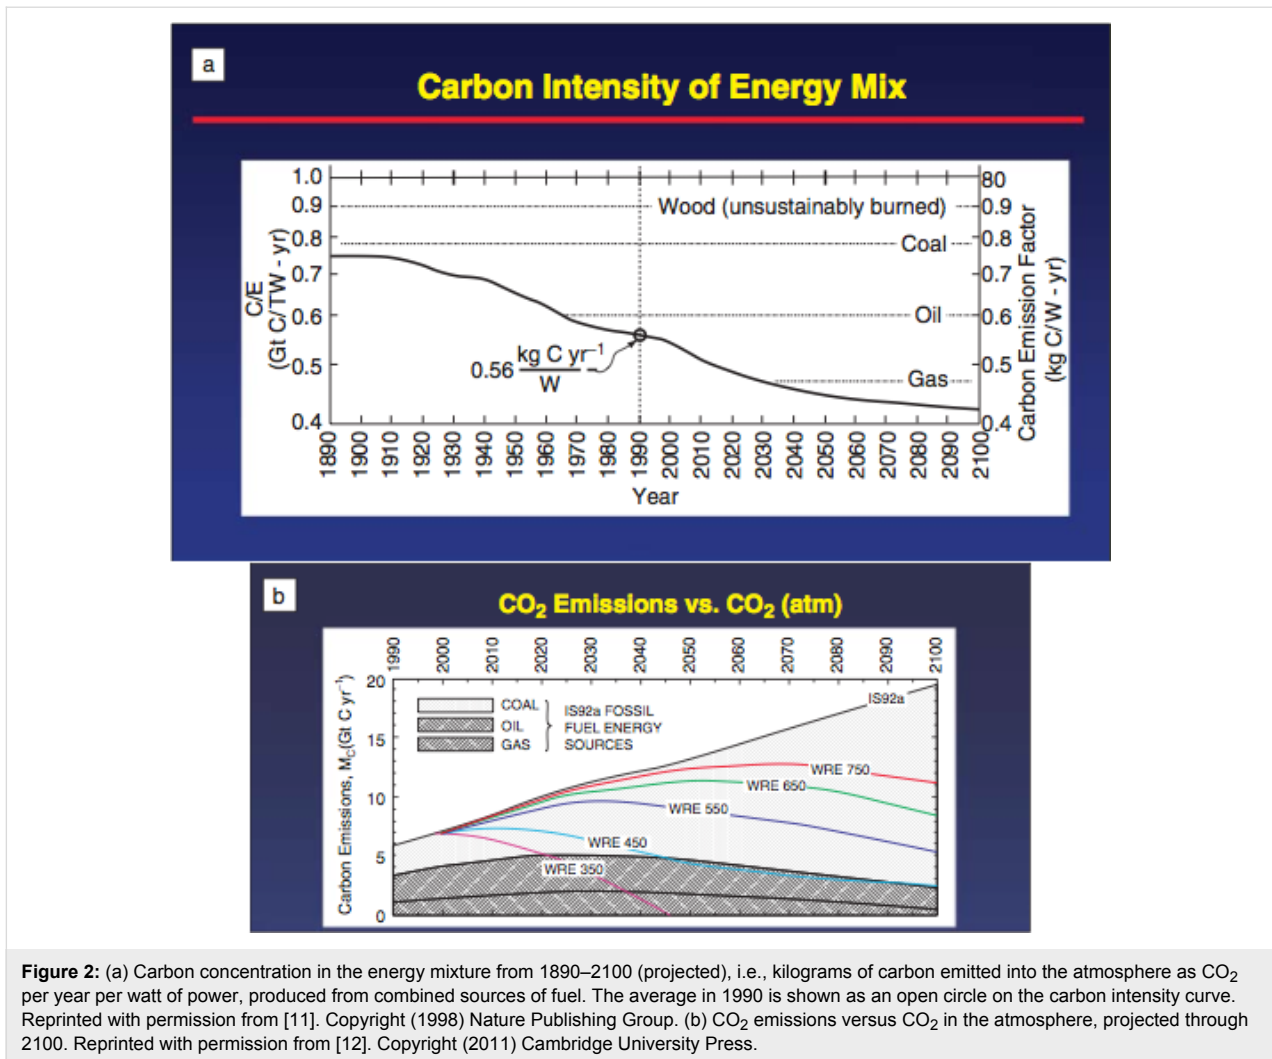 a
Carbon Intensity of Energy Mix
1.0
0.9
0.8
0.7
0.6
0.5
0.4
C/E
(Gt C/TW - yr)
Wood (unsustainably burned)
Coal
Oil
Gas
0.56 kg C yr⁻¹
W
80
0.9
0.8
0.7
0.6
0.5
0.4
Carbon Emission Factor
(kg C/W - yr)
1890 1900 1910 1920 1930 1940 1950 1960 1970 1980 1990 2000 2010 2020 2030 2040 2050 2060 2070 2080 2090 2100
Year
b
CO₂ Emissions vs. CO₂ (atm)
1990 2000 2010 2020 2030 2040 2050 2060 2070 2080 2090 2100
Carbon Emissions, M_C(Gt C yr⁻¹)
20
15
10
5
0
COAL
OIL
GAS
IS92a FOSSIL
FUEL ENERGY
SOURCES
IS92a
WRE 750
WRE 650
WRE 550
WRE 450
WRE 350
Figure 2: (a) Carbon concentration in the energy mixture from 1890–2100 (projected), i.e., kilograms of carbon emitted into the atmosphere as CO₂
per year per watt of power, produced from combined sources of fuel. The average in 1990 is shown as an open circle on the carbon intensity curve.
Reprinted with permission from [11]. Copyright (1998) Nature Publishing Group. (b) CO₂ emissions versus CO₂ in the atmosphere, projected through
2100. Reprinted with permission from [12]. Copyright (2011) Cambridge University Press.